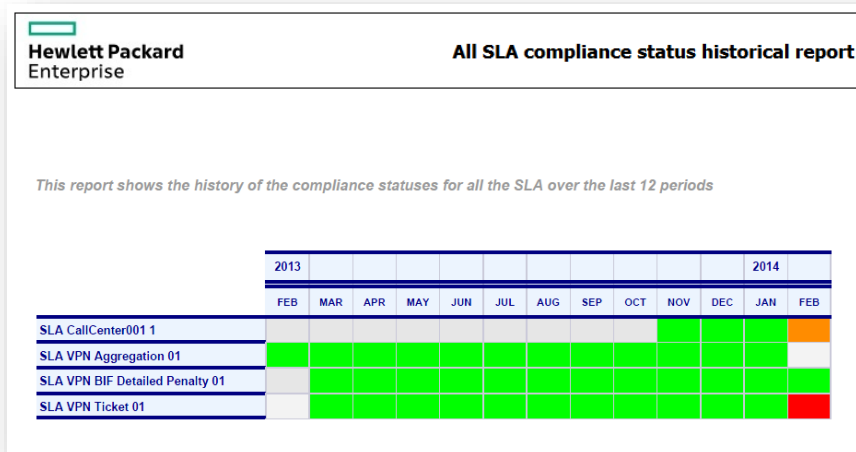 Hewlett Packard
Enterprise
All SLA compliance status historical report
This report shows the history of the compliance statuses for all the SLA over the last 12 periods
2013 2014
FEB MAR APR MAY JUN JUL AUG SEP OCT NOV DEC JAN FEB
SLA CallCenter001 1
SLA VPN Aggregation 01
SLA VPN BIF Detailed Penalty 01
SLA VPN Ticket 01